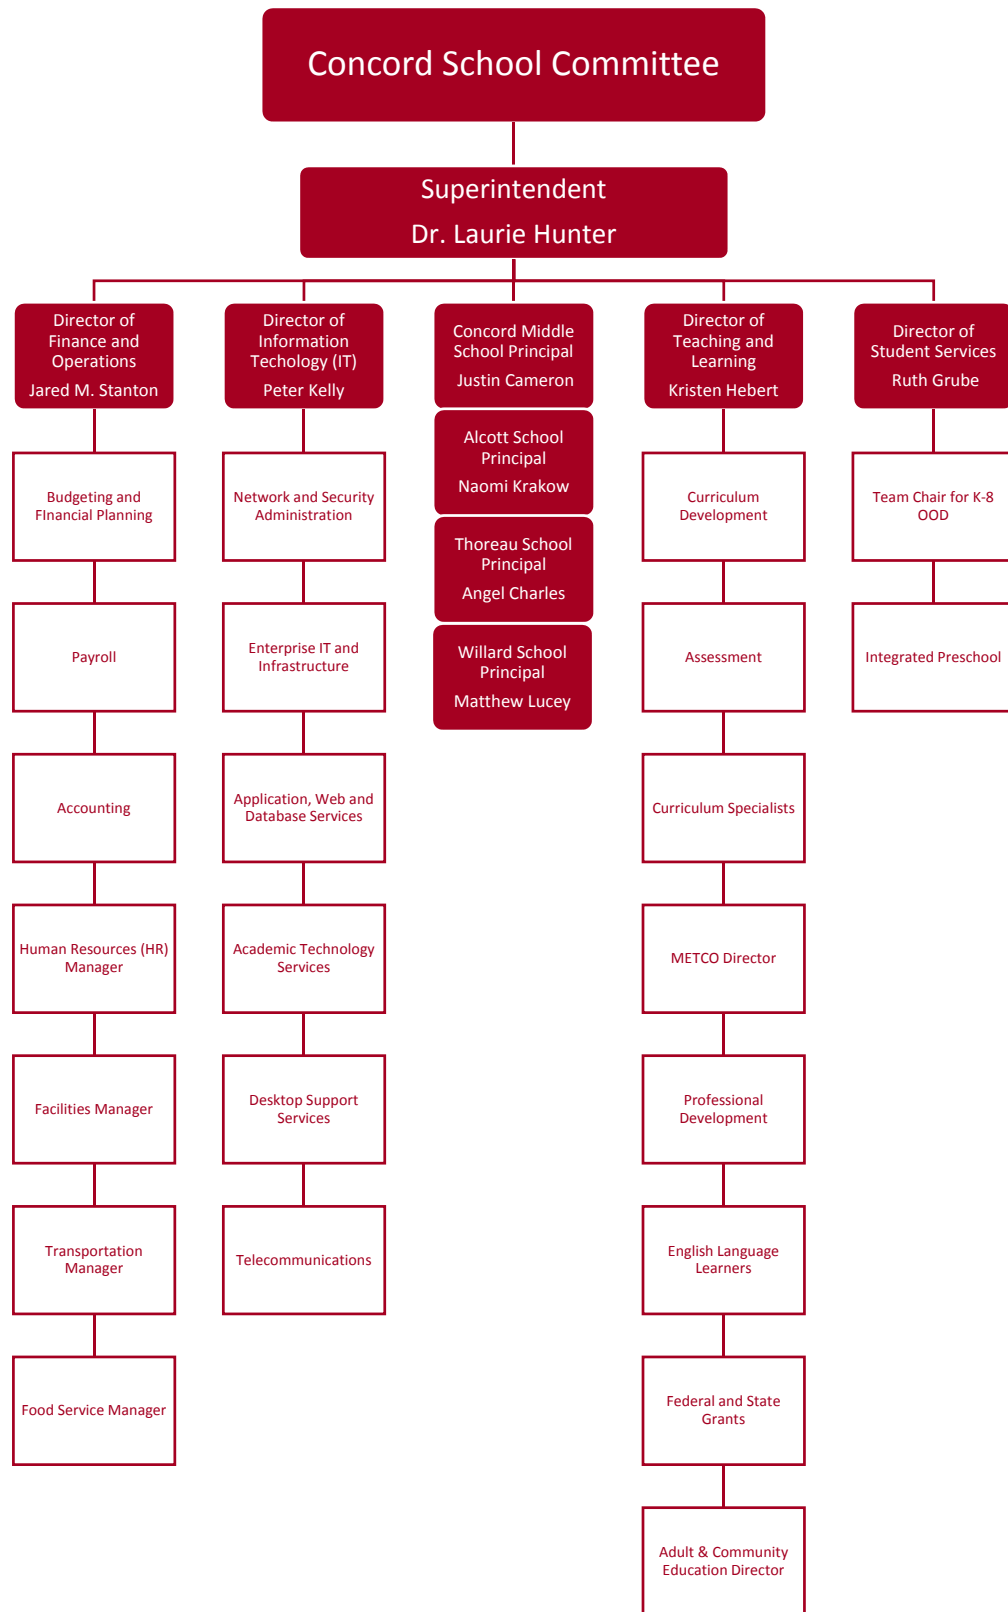 Concord School Committee
Superintendent
Dr. Laurie Hunter
Director of
Finance and
Operations
Jared M. Stanton
Director of
Information
Techology (IT)
Peter Kelly
Concord Middle
School Principal
Justin Cameron
Director of
Teaching and
Learning
Kristen Hebert
Director of
Student Services
Ruth Grube
Alcott School
Principal
Naomi Krakow
Thoreau School
Principal
Angel Charles
Willard School
Principal
Matthew Lucey
Budgeting and
FInancial Planning
Payroll
Accounting
Human Resources (HR)
Manager
Facilities Manager
Transportation
Manager
Food Service Manager
Network and Security
Administration
Enterprise IT and
Infrastructure
Application, Web and
Database Services
Academic Technology
Services
Desktop Support
Services
Telecommunications
Curriculum
Development
Assessment
Curriculum Specialists
METCO Director
Professional
Development
English Language
Learners
Federal and State
Grants
Adult & Community
Education Director
Team Chair for K-8
OOD
Integrated Preschool